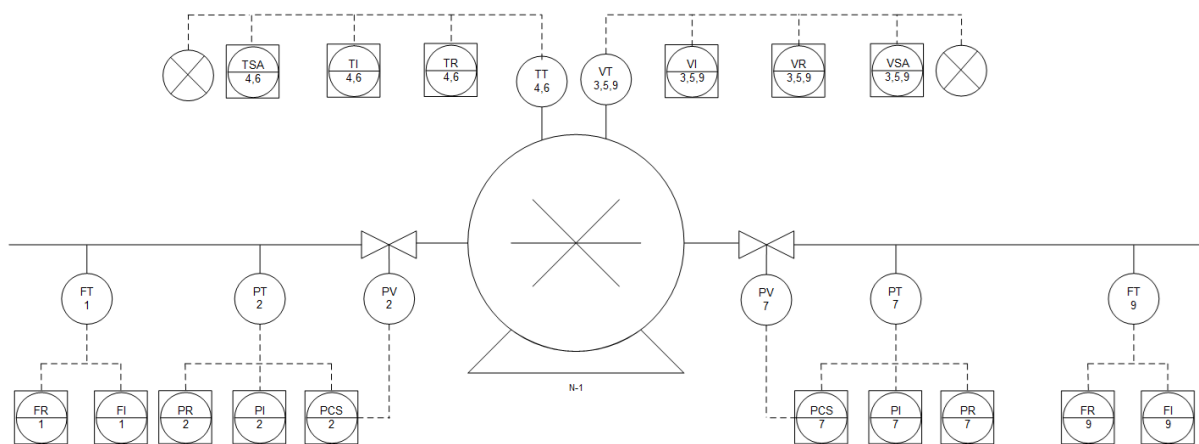 TSA
4,6
TI
4,6
TR
4,6
TT
4,6
VT
3,5,9
VI
3,5,9
VR
3,5,9
VSA
3,5,9
FT
1
PT
2
PV
2
PV
7
PT
7
FT
9
N-1
FR
1
FI
1
PR
2
PI
2
PCS
2
PCS
7
PI
7
PR
7
FR
9
FI
9